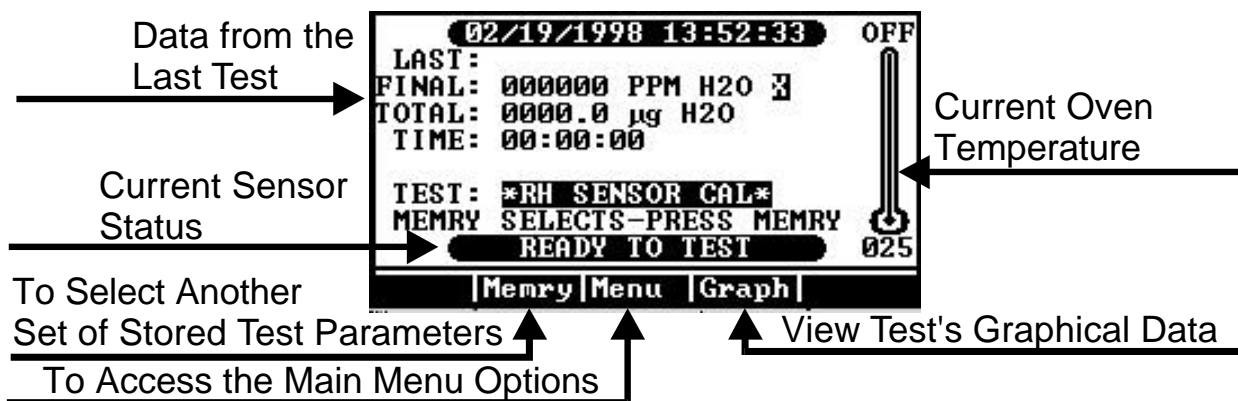 Data from the
Last Test
Current Sensor
Status
To Select Another
Set of Stored Test Parameters
To Access the Main Menu Options
02/19/1998 13:52:33
OFF
LAST:
FINAL: 000000 PPM H2O
TOTAL: 0000.0 µg H2O
TIME: 00:00:00
TEST: *RH SENSOR CAL*
MEMRY SELECTS-PRESS MEMRY
READY TO TEST
025
|Memry|Menu |Graph|
Current Oven
Temperature
View Test's Graphical Data